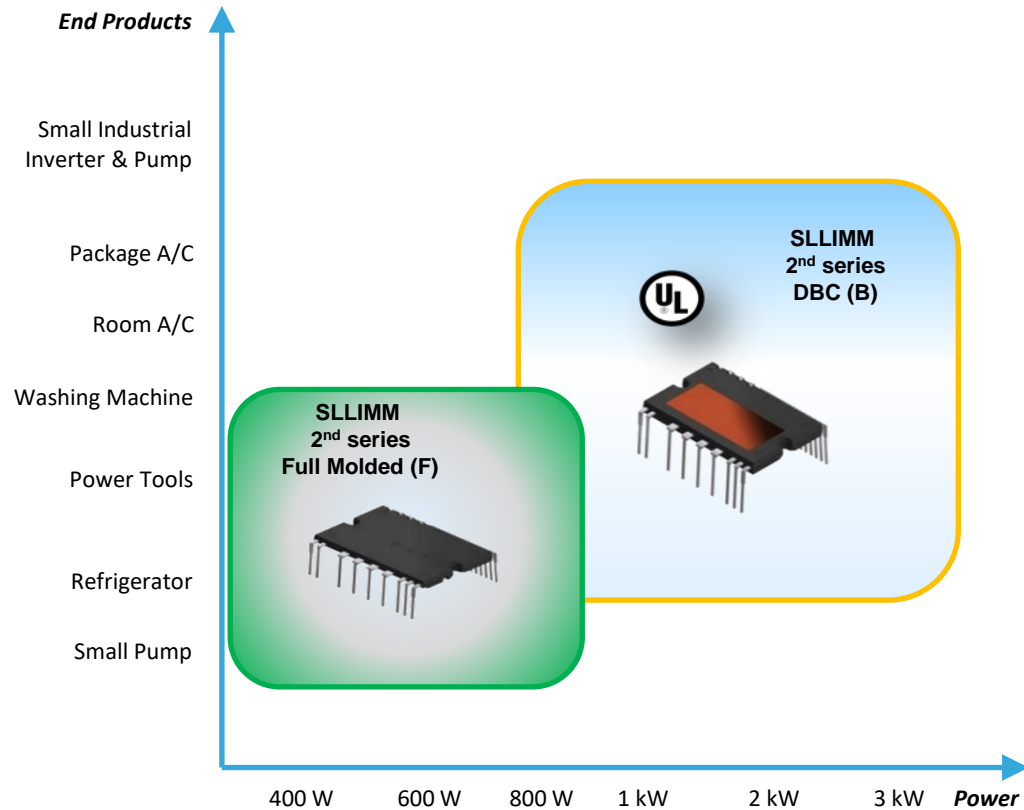 End Products
Small Industrial
Inverter & Pump
Package A/C
Room A/C
Washing Machine
Power Tools
Refrigerator
Small Pump
SLLIMM
2nd series
DBC (B)
UL
®
SLLIMM
2nd series
Full Molded (F)
400 W
600 W
800 W
1 kW
2 kW
3 kW
Power